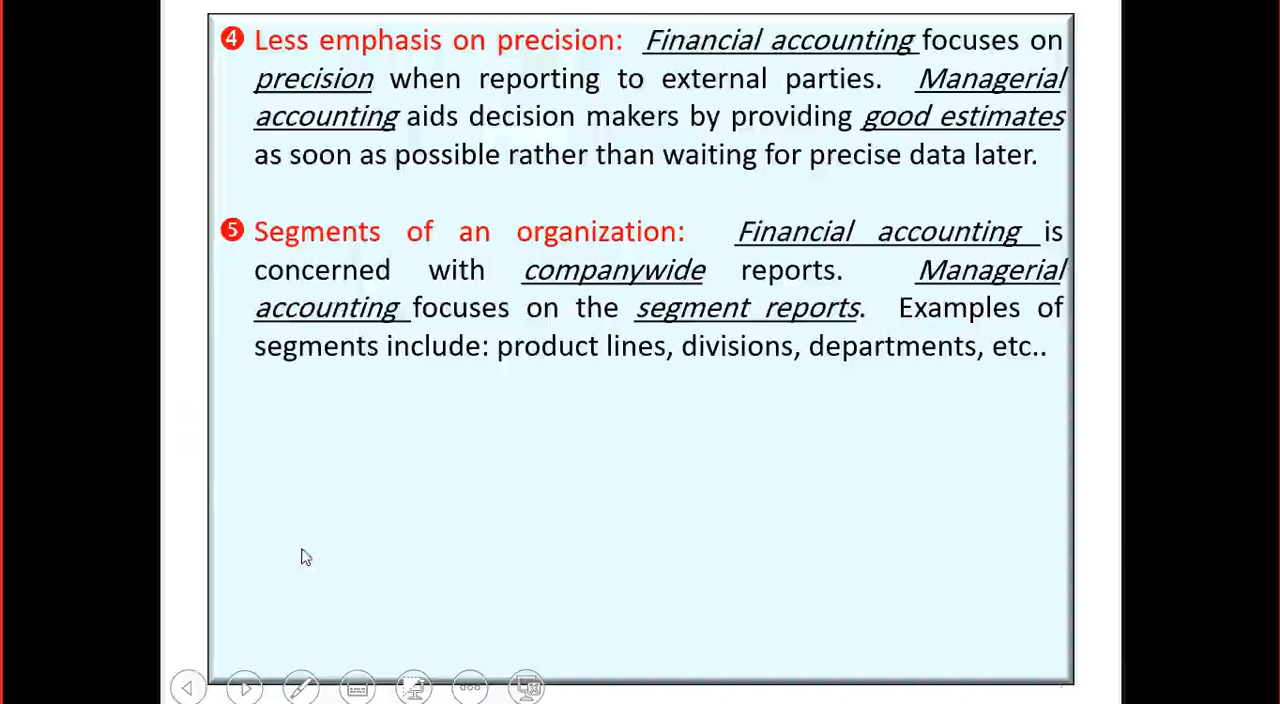 ❹ Less emphasis on precision: Financial accounting focuses on
precision when reporting to external parties. Managerial
accounting aids decision makers by providing good estimates
as soon as possible rather than waiting for precise data later.
❺ Segments of an organization: Financial accounting is
concerned with companywide reports. Managerial
accounting focuses on the segment reports. Examples of
segments include: product lines, divisions, departments, etc..